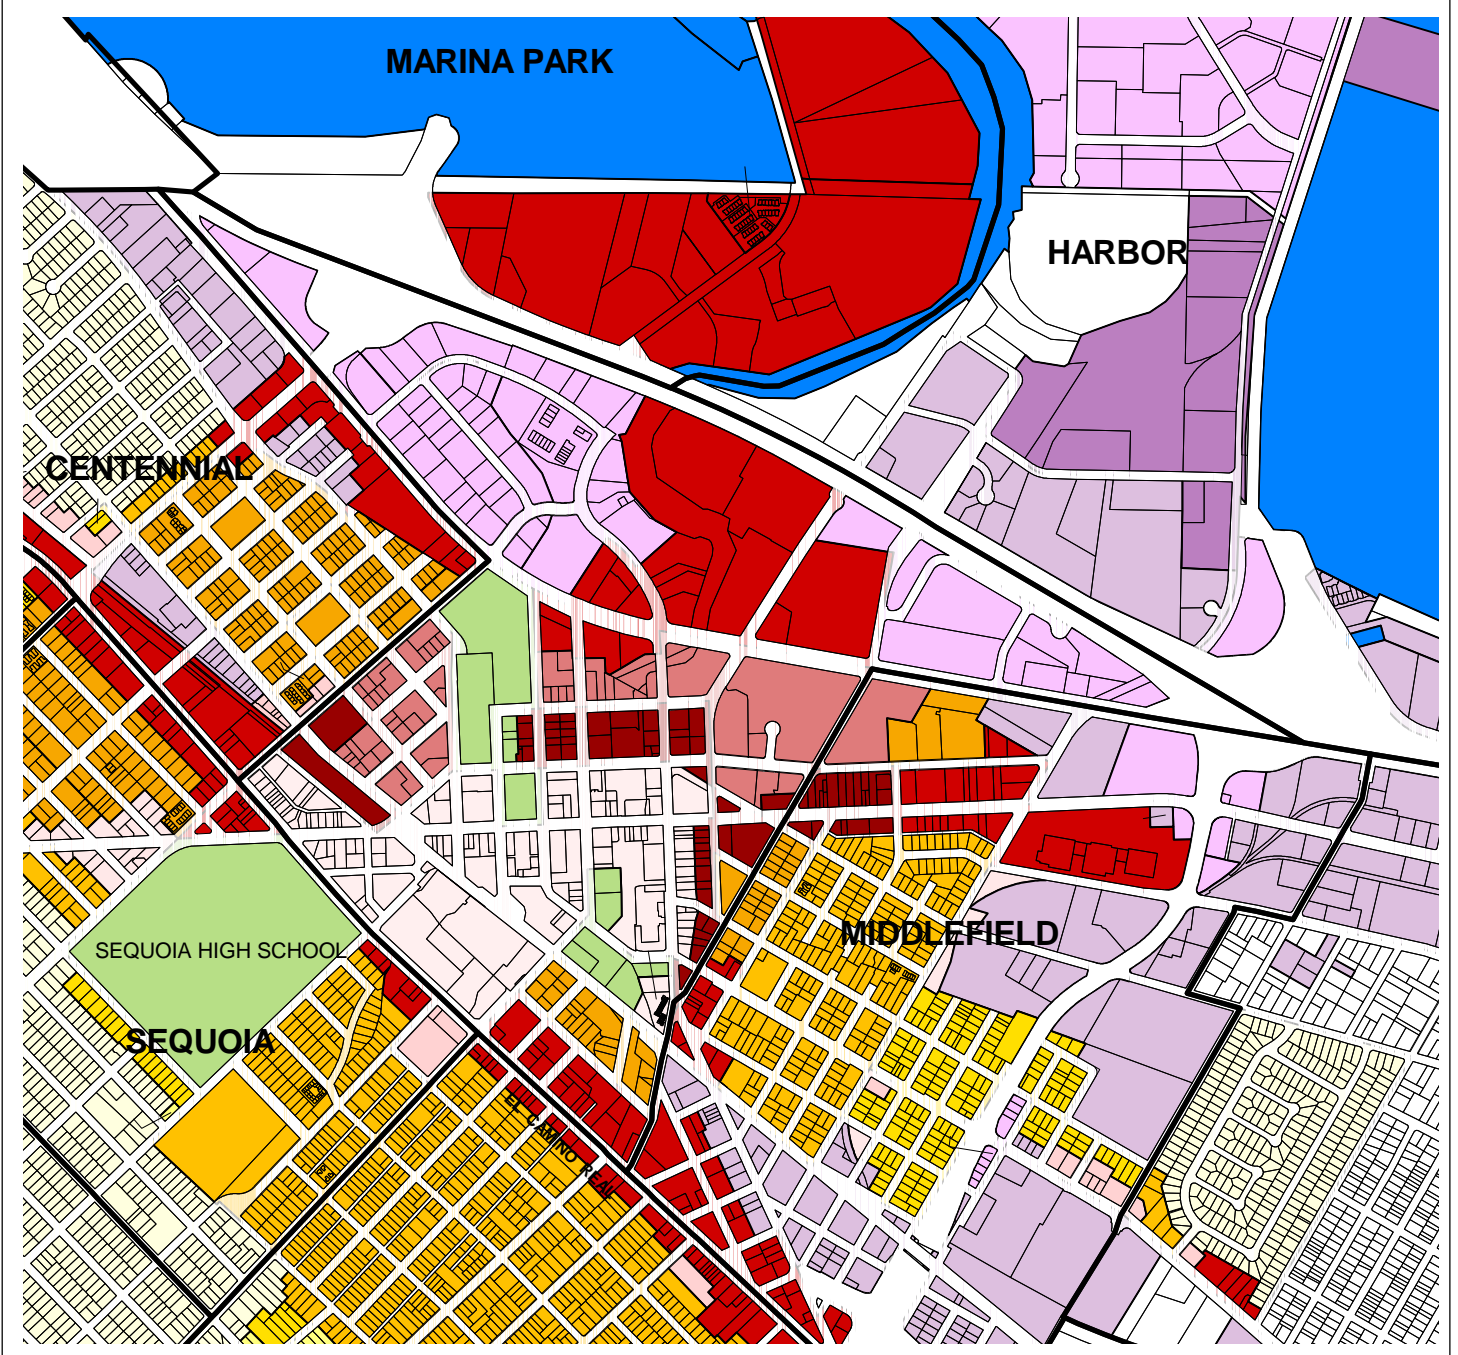 MARINA PARK
HARBOR
CENTENNIAL
MIDDLEFIELD
SEQUOIA HIGH SCHOOL
SEQUOIA
EL CAMINO REAL